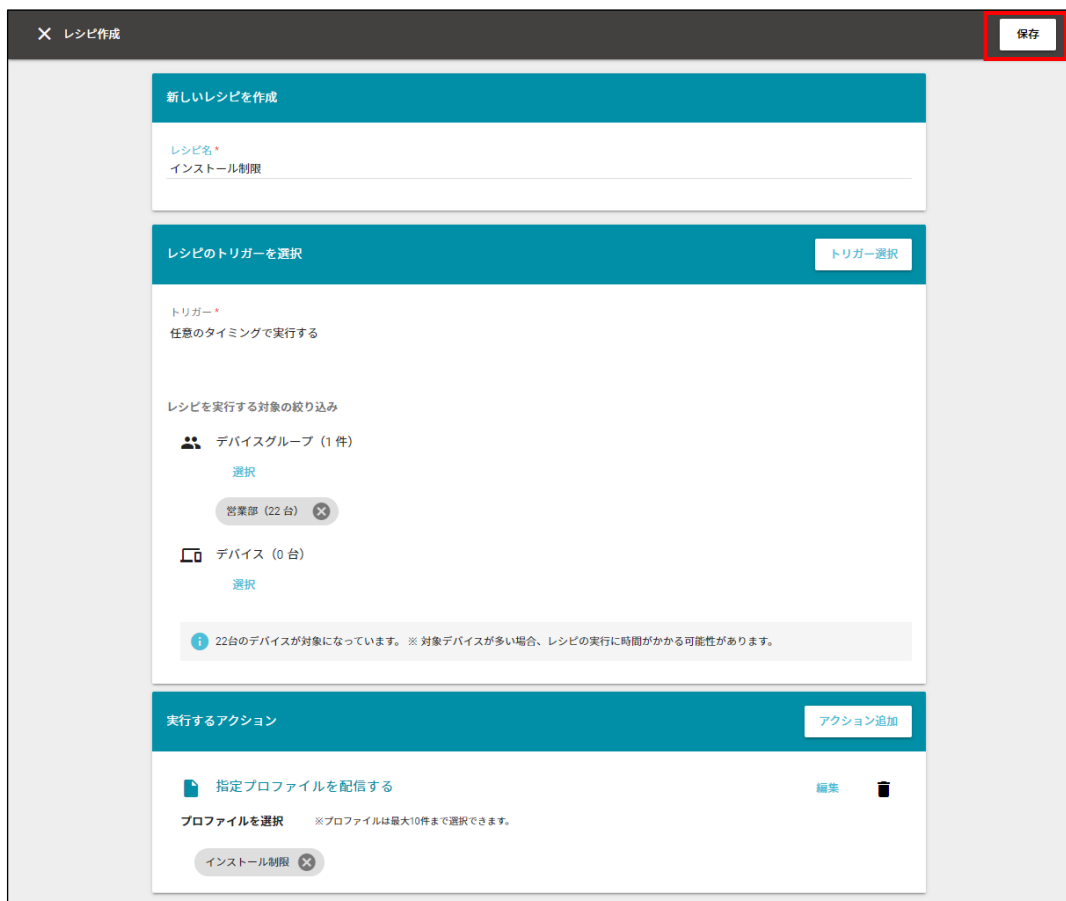 レシピ作成
保存
新しいレシピを作成
レシピ名 *
インストール制限
レシピのトリガーを選択
トリガー選択
トリガー *
任意のタイミングで実行する
レシピを実行する対象の絞り込み
デバイスグループ（1 件）
選択
営業部（22 台）
デバイス（0 台）
選択
22台のデバイスが対象になっています。 ※ 対象デバイスが多い場合、レシピの実行に時間がかかる可能性があります。
実行するアクション
アクション追加
指定プロファイルを配信する
編集
プロファイルを選択 ※プロファイルは最大10件まで選択できます。
インストール制限